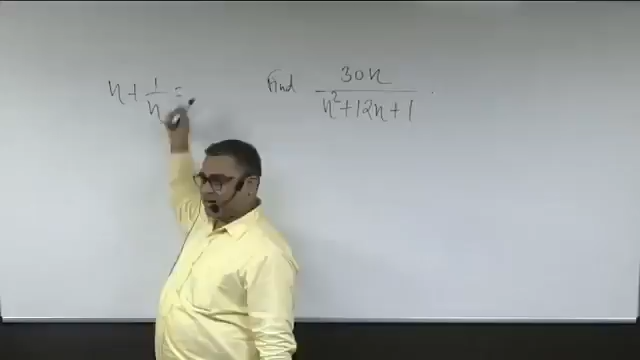 n + 1/n =
Find 30n / n² + 12n + 1